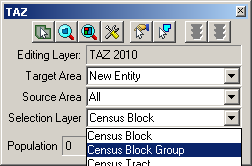 TAZ
Editing Layer: TAZ 2010
Target Area New Entity
Source Area All
Selection Layer Census Block
Census Block
Population 0 Census Block Group
Census Tract